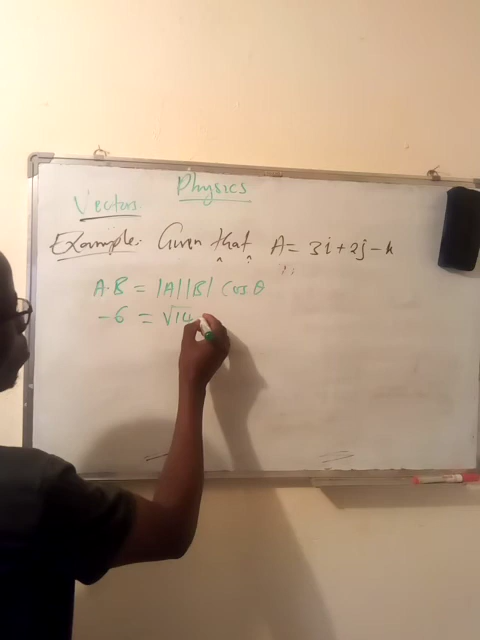 Physics
Vectors
Example: Given that A = 3i + 2j - k
A·B = |A||B| Cos θ
-6 = √14